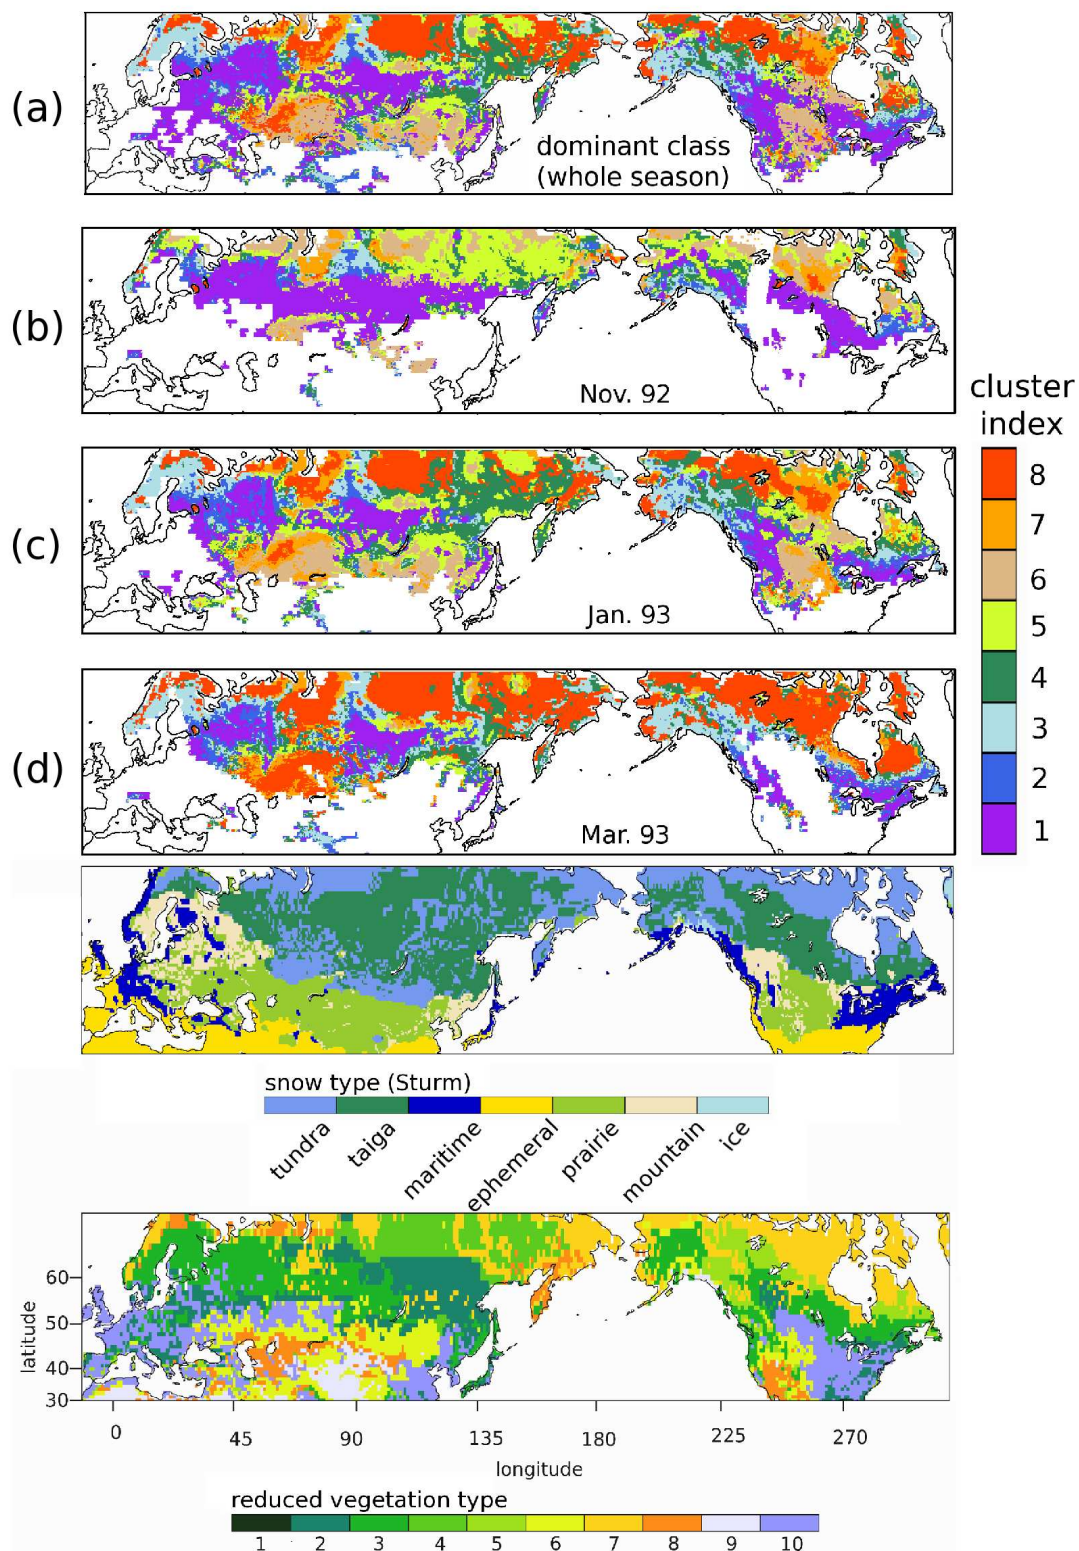 (a)
dominant class
(whole season)
(b)
Nov. 92
cluster
index
8
7
6
5
4
3
2
1
(c)
Jan. 93
(d)
Mar. 93
snow type (Sturm)
tundra
taiga
maritime
ephemeral
prairie
mountain
ice
latitude
60
50
40
30
0 45 90 135 180 225 270
longitude
reduced vegetation type
1 2 3 4 5 6 7 8 9 10